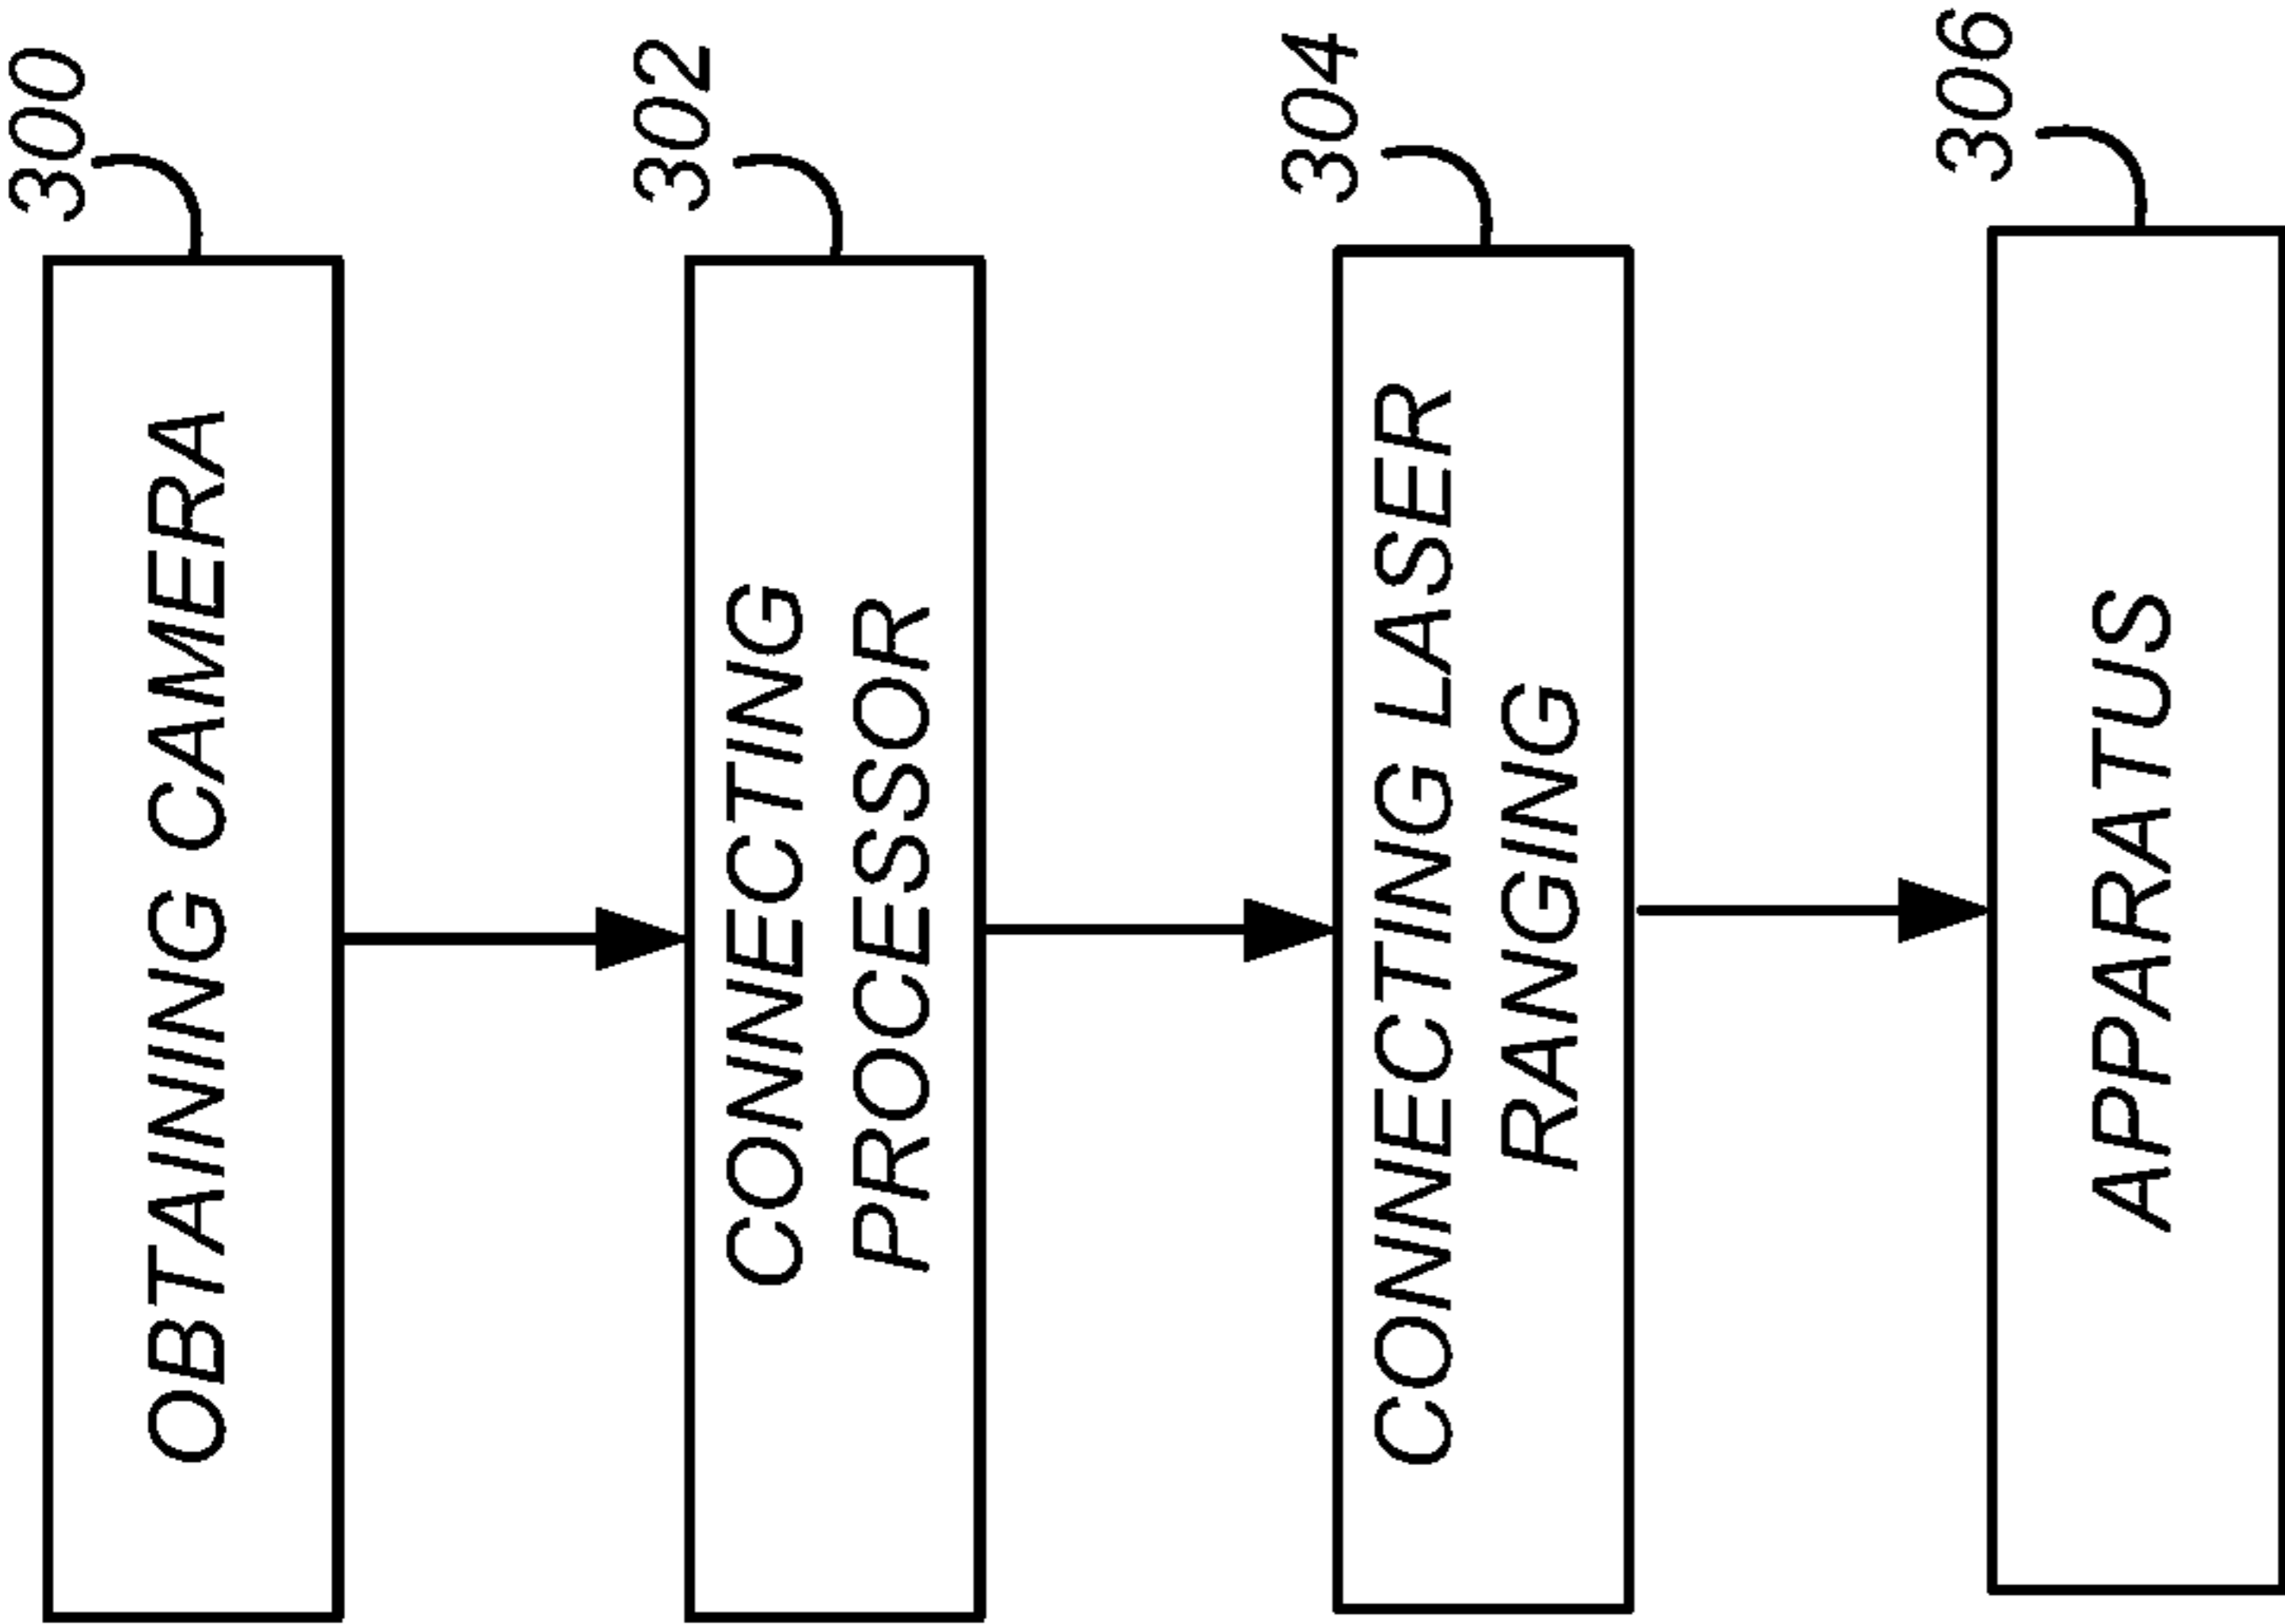 300
OBTAINING CAMERA
302
CONNECTING
PROCESSOR
304
CONNECTING LASER
RANGING
306
APPARATUS